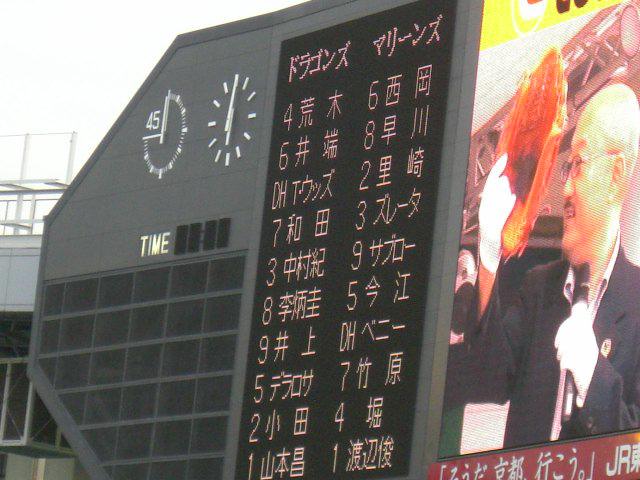 ドラゴンズ マリーンズ
4 荒木 6 西岡
6 井端 8 早川
DH T.ウッズ 2 里崎
7 和田 3 ズレータ
3 中村紀 9 サブロー
8 李炳圭 5 今江
9 井上 DH ベニー
5 デラロサ 7 竹原
2 小田 4 堀
1 山本昌 1 渡辺俊
45
TIME
「そうだ 京都、行こう。」 JR東